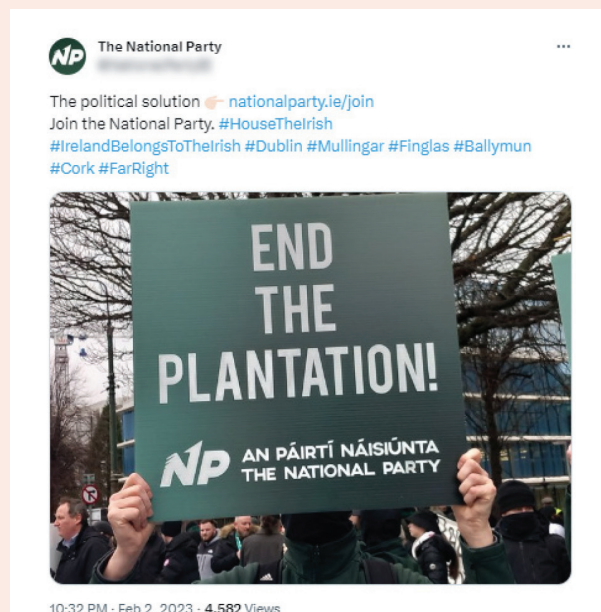 NP
The National Party
The political solution 👉🏻 nationalparty.ie/join
Join the National Party. #HouseTheIrish
#IrelandBelongsToTheIrish #Dublin #Mullingar #Finglas #Ballymun
#Cork #FarRight
END
THE
PLANTATION!
NP AN PÁIRTÍ NÁISIÚNTA
THE NATIONAL PARTY
10:32 PM · Feb 2, 2023 · 4,582 Views